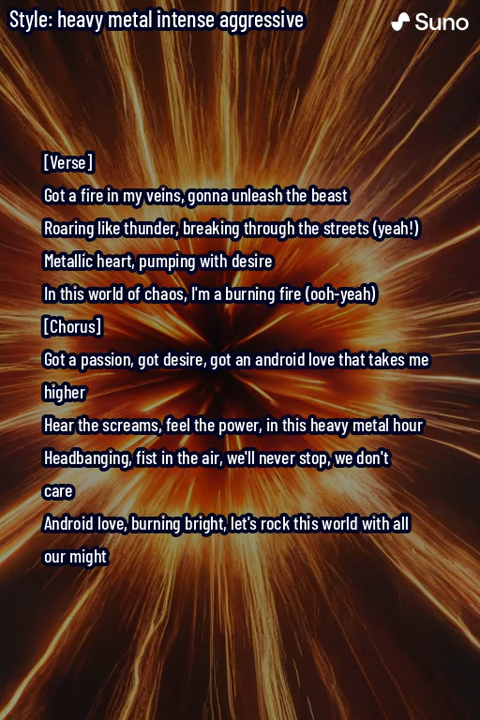 Style: heavy metal intense aggressive
Suno
[Verse]
Got a fire in my veins, gonna unleash the beast
Roaring like thunder, breaking through the streets (yeah!)
Metallic heart, pumping with desire
In this world of chaos, I'm a burning fire (ooh-yeah)
[Chorus]
Got a passion, got desire, got an android love that takes me
higher
Hear the screams, feel the power, in this heavy metal hour
Headbanging, fist in the air, we'll never stop, we don't
care
Android love, burning bright, let's rock this world with all
our might